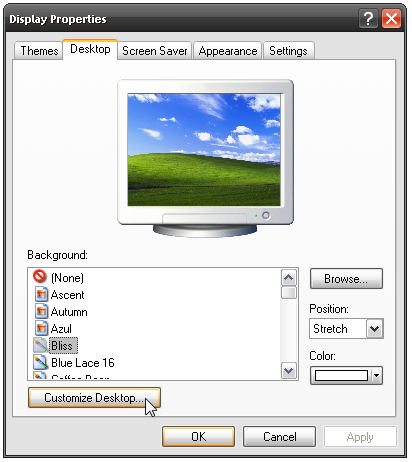 Display Properties
?
Themes Desktop Screen Saver Appearance Settings
Background:
(None)
Ascent
Autumn
Azul
Bliss
Blue Lace 16
Browse...
Position:
Stretch
Color:
Customize Desktop...
OK Cancel Apply